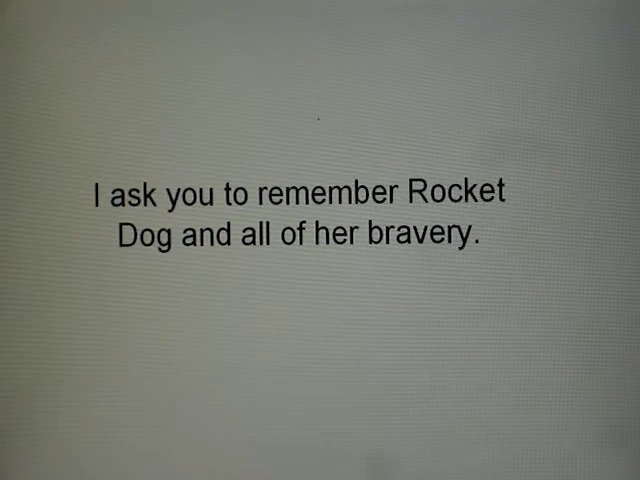 I ask you to remember Rocket
Dog and all of her bravery.